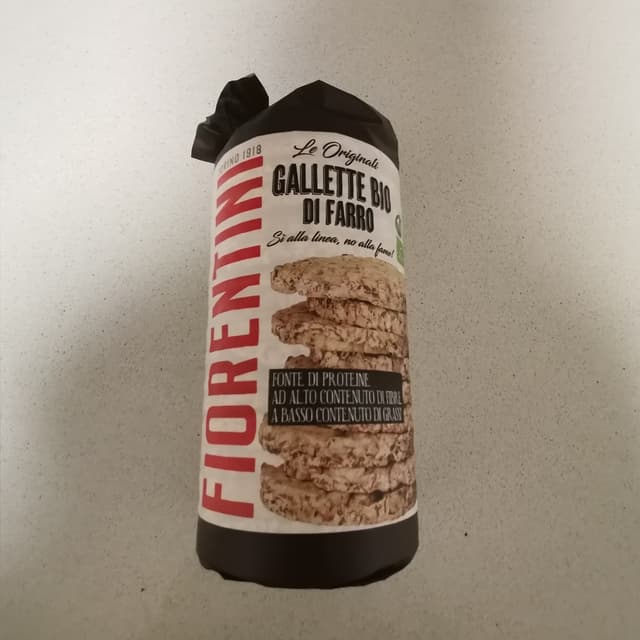 TORINO 1918
FIORENTINI
Le Originali
GALLETTE BIO
DI FARRO
Sì alla linea, no alla fame!
FONTE DI PROTEINE
AD ALTO CONTENUTO DI FIBRE
A BASSO CONTENUTO DI GRASSI